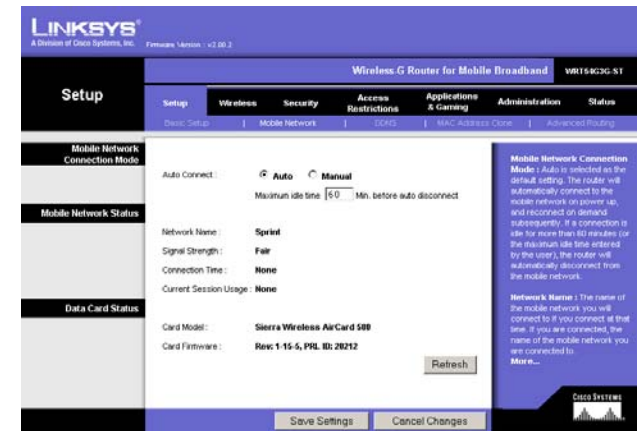 LINKSYS®
A Division of Cisco Systems, Inc.
Firmware Version : v2.00.2
Wireless-G Router for Mobile Broadband
WRT54G3G-ST
Setup
Setup
Wireless
Security
Access Restrictions
Applications & Gaming
Administration
Status
Basic Setup | Mobile Network | DDNS | MAC Address Clone | Advanced Routing
Mobile Network
Connection Mode
Auto Connect :
Auto
Manual
Maximum idle time 60 Min. before auto disconnect
Mobile Network Status
Network Name : Sprint
Signal Strength : Fair
Connection Time : None
Current Session Usage : None
Data Card Status
Card Model : Sierra Wireless AirCard 580
Card Firmware : Rev: 1-15-5, PRL ID: 20212
Refresh
Mobile Network Connection
Mode : Auto is selected as the
default setting. The router will
automatically connect to the
mobile network on power up,
and reconnect on demand
subsequently. If a connection is
idle for more than 60 minutes (or
the maximum idle time entered
by the user), the router will
automatically disconnect from
the mobile network.
Network Name : The name of
the mobile network you will
connect to if you connect at that
time. If you are connected, the
name of the mobile network you
are connected to.
More...
CISCO SYSTEMS
Save Settings
Cancel Changes